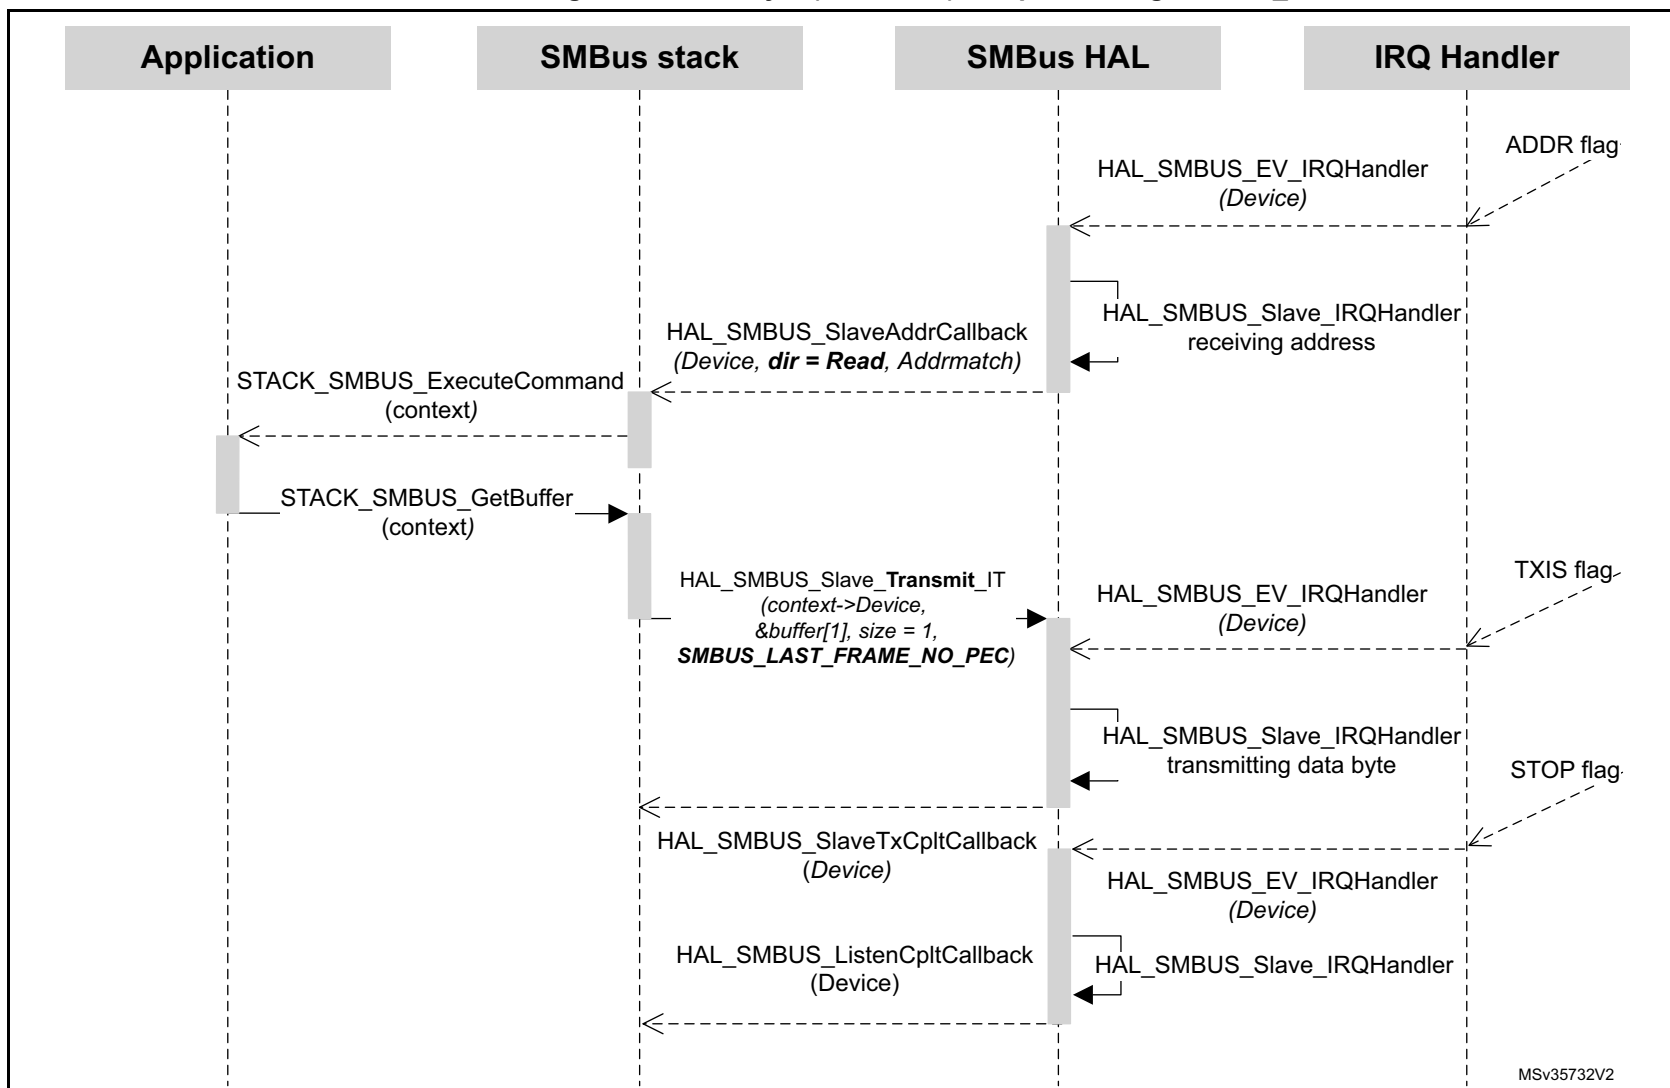 Application
SMBus stack
SMBus HAL
IRQ Handler
ADDR flag
HAL_SMBUS_EV_IRQHandler
(Device)
HAL_SMBUS_Slave_IRQHandler
receiving address
HAL_SMBUS_SlaveAddrCallback
(Device, dir = Read, Addrmatch)
STACK_SMBUS_ExecuteCommand
(context)
STACK_SMBUS_GetBuffer
(context)
HAL_SMBUS_Slave_Transmit_IT
(context->Device,
&buffer[1], size = 1,
SMBUS_LAST_FRAME_NO_PEC)
TXIS flag
HAL_SMBUS_EV_IRQHandler
(Device)
HAL_SMBUS_Slave_IRQHandler
transmitting data byte
STOP flag
HAL_SMBUS_SlaveTxCpltCallback
(Device)
HAL_SMBUS_EV_IRQHandler
(Device)
HAL_SMBUS_ListenCpltCallback
(Device)
HAL_SMBUS_Slave_IRQHandler
MSv35732V2